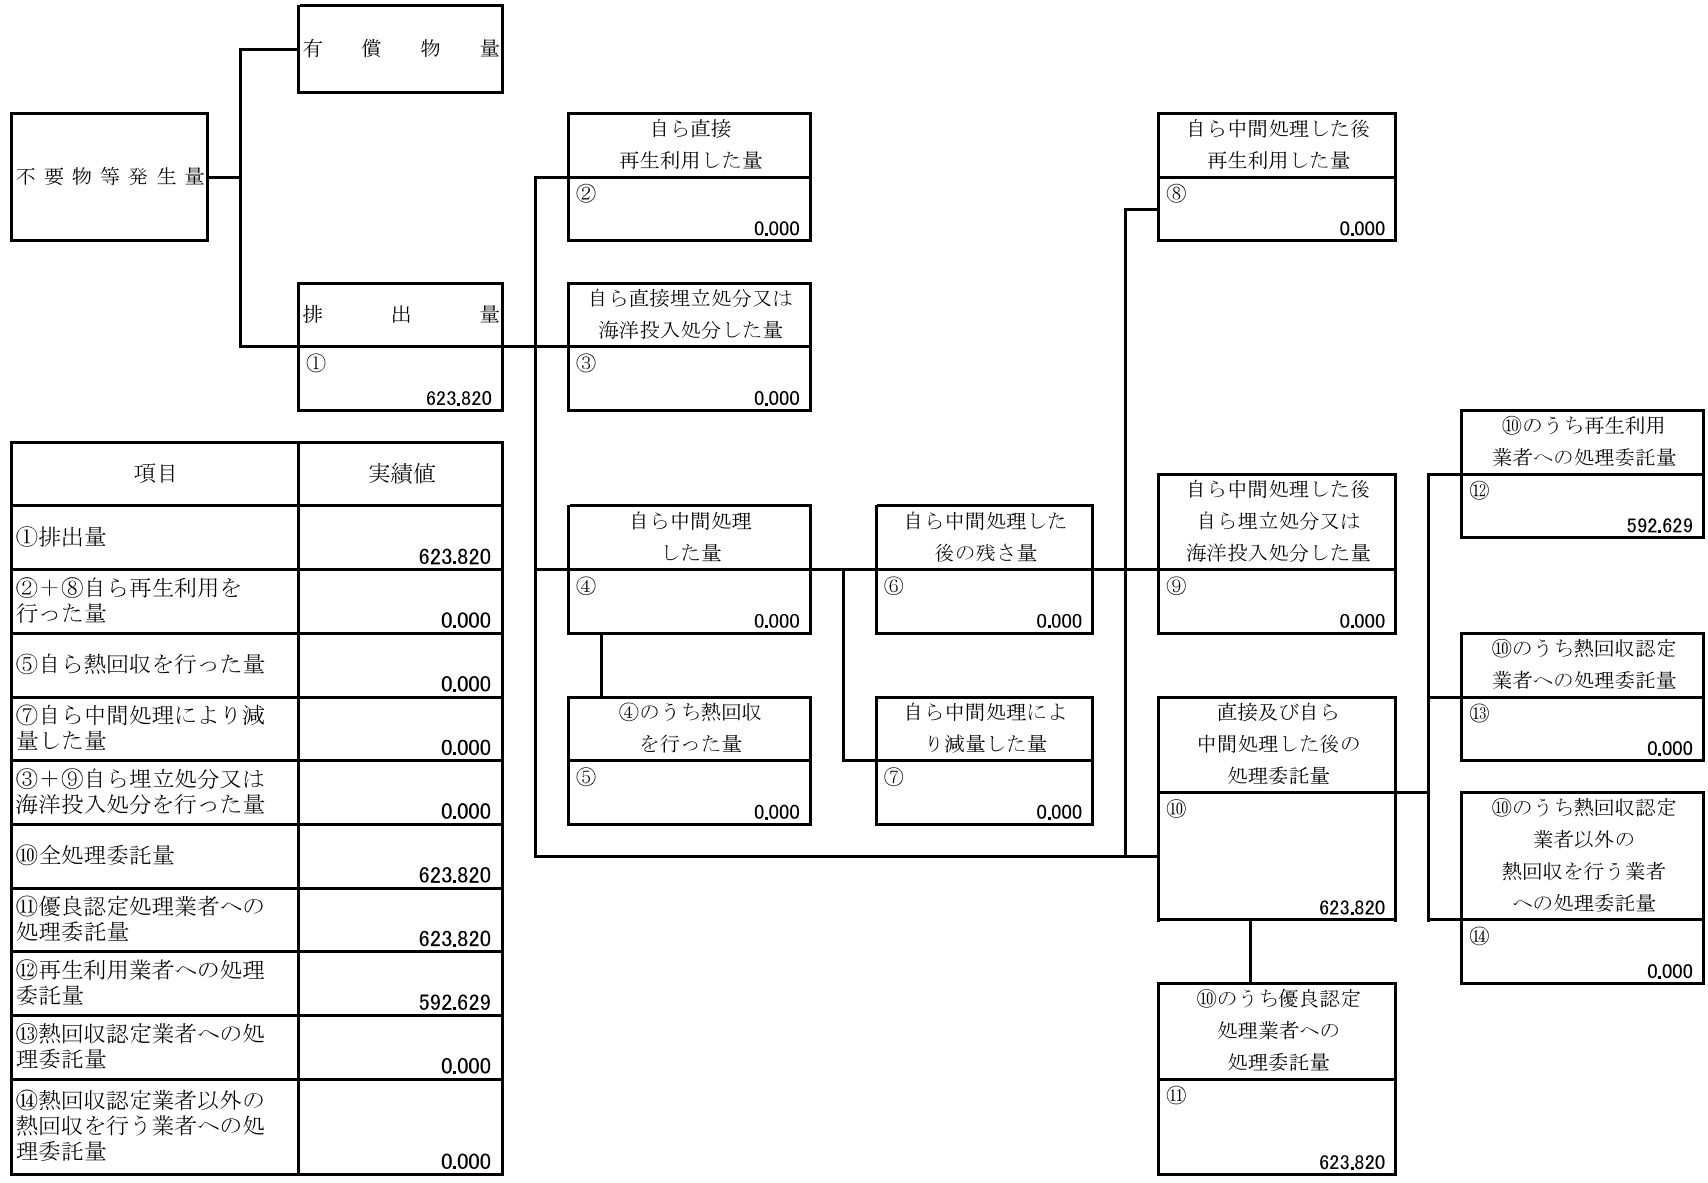 有償物量
不要物等発生量
排出量
①
623.820
自ら直接
再生利用した量
②
0.000
自ら直接埋立処分又は
海洋投入処分した量
③
0.000
自ら中間処理
した量
④
0.000
④のうち熱回収
を行った量
⑤
0.000
自ら中間処理した
後の残さ量
⑥
0.000
自ら中間処理によ
り減量した量
⑦
0.000
自ら中間処理した後
再生利用した量
⑧
0.000
自ら中間処理した後
自ら埋立処分又は
海洋投入処分した量
⑨
0.000
直接及び自ら
中間処理した後の
処理委託量
⑩
623.820
⑩のうち優良認定
処理業者への
処理委託量
⑪
623.820
⑩のうち再生利用
業者への処理委託量
⑫
592.629
⑩のうち熱回収認定
業者への処理委託量
⑬
0.000
⑩のうち熱回収認定
業者以外の
熱回収を行う業者
への処理委託量
⑭
0.000
項目 実績値
①排出量
623.820
②＋⑧自ら再生利用を
行った量
0.000
⑤自ら熱回収を行った量
0.000
⑦自ら中間処理により減
量した量
0.000
③＋⑨自ら埋立処分又は
海洋投入処分を行った量
0.000
⑩全処理委託量
623.820
⑪優良認定処理業者への
処理委託量
623.820
⑫再生利用業者への処理
委託量
592.629
⑬熱回収認定業者への処
理委託量
0.000
⑭熱回収認定業者以外の
熱回収を行う業者への処
理委託量
0.000